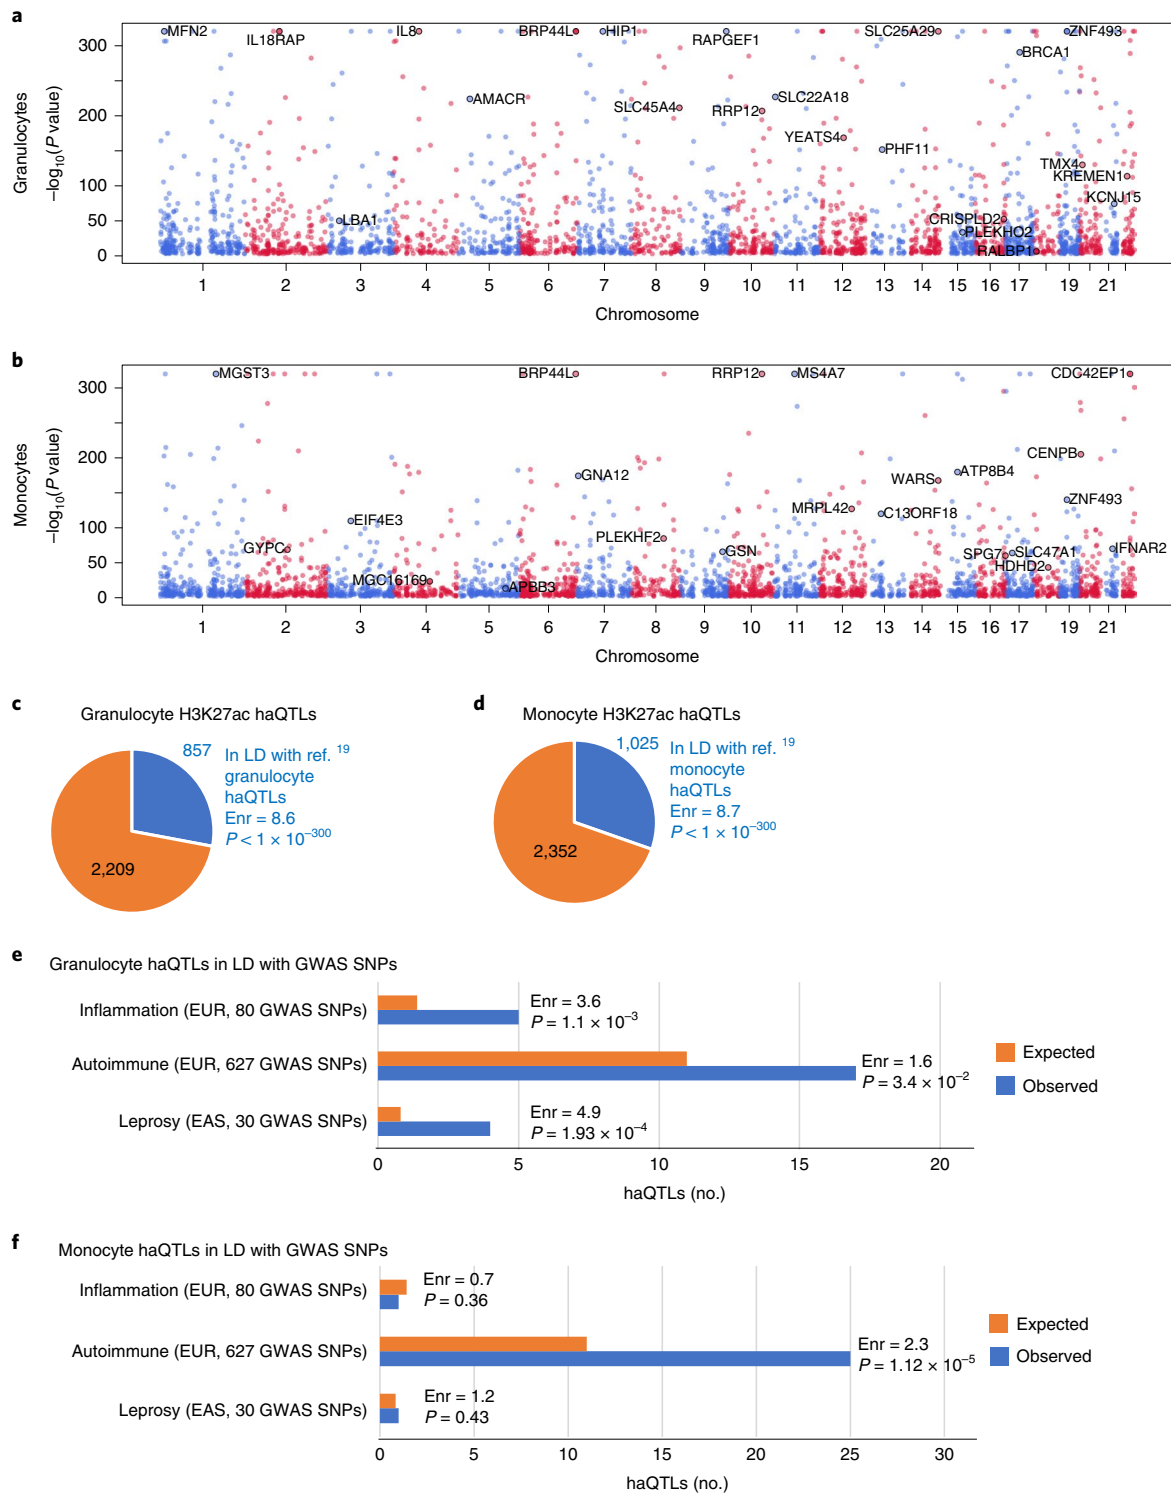 a
Granulocytes
–log10(P value)
300
200
100
50
0
MFN2
IL18RAP
IL8
BRP44L
HIP1
RAPGEF1
SLC25A29
ZNF493
BRCA1
AMACR
SLC45A4
RRP12
SLC22A18
YEATS4
PHF11
TMX4
KREMEN1
KCNJ15
LBA1
CRISPLD2
PLEKHO2
RALBP1
1 2 3 4 5 6 7 8 9 10 11 12 13 14 15 16 17 19 21
Chromosome
b
Monocytes
–log10(P value)
300
200
100
50
0
MGST3
BRP44L
RRP12
MS4A7
CDC42EP1
CENPB
GNA12
WARS
ATP8B4
ZNF493
EIF4E3
MRPL42
C13ORF18
GYPC
PLEKHF2
GSN
SPG7
SLC47A1
IFNAR2
HDHD2
MGC16169
APBB3
1 2 3 4 5 6 7 8 9 10 11 12 13 14 15 16 17 19 21
Chromosome
c
Granulocyte H3K27ac haQTLs
857
In LD with ref. 19
granulocyte
haQTLs
Enr = 8.6
P < 1 × 10–300
2,209
d
Monocyte H3K27ac haQTLs
1,025
In LD with ref. 19
monocyte
haQTLs
Enr = 8.7
P < 1 × 10–300
2,352
e
Granulocyte haQTLs in LD with GWAS SNPs
Inflammation (EUR, 80 GWAS SNPs)
Enr = 3.6
P = 1.1 × 10–3
Autoimmune (EUR, 627 GWAS SNPs)
Enr = 1.6
P = 3.4 × 10–2
Leprosy (EAS, 30 GWAS SNPs)
Enr = 4.9
P = 1.93 × 10–4
Expected
Observed
0 5 10 15 20
haQTLs (no.)
f
Monocyte haQTLs in LD with GWAS SNPs
Inflammation (EUR, 80 GWAS SNPs)
Enr = 0.7
P = 0.36
Autoimmune (EUR, 627 GWAS SNPs)
Enr = 2.3
P = 1.12 × 10–5
Leprosy (EAS, 30 GWAS SNPs)
Enr = 1.2
P = 0.43
Expected
Observed
0 5 10 15 20 25 30
haQTLs (no.)